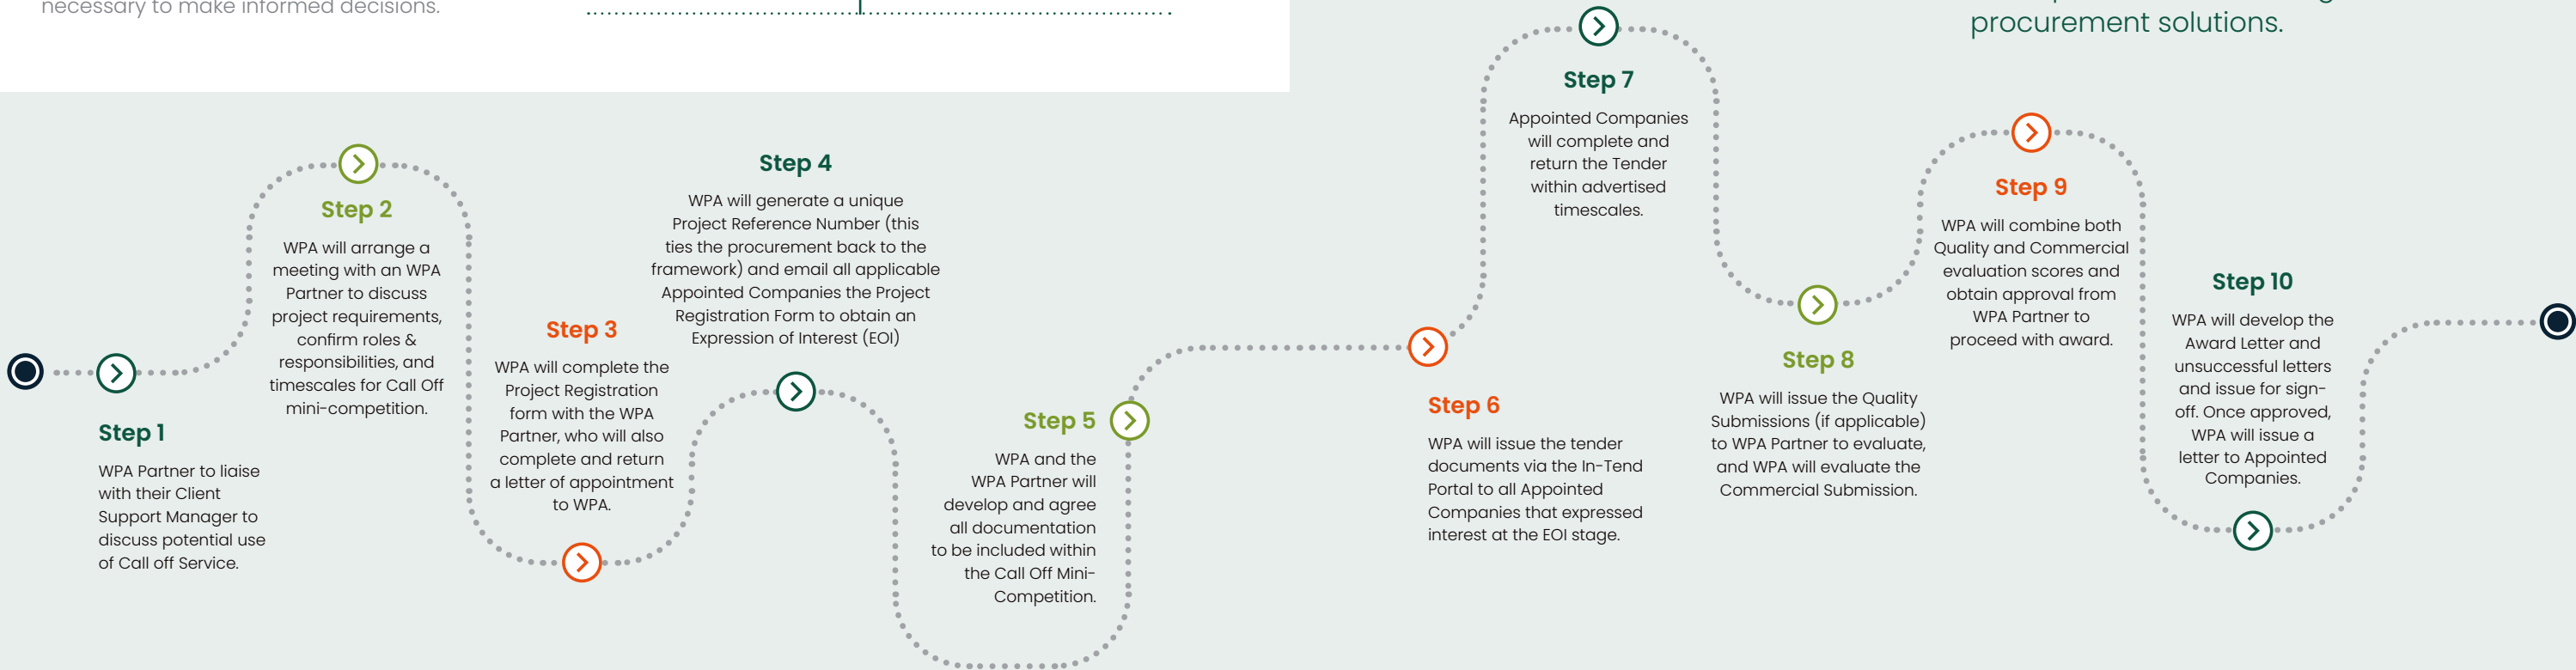 necessary to make informed decisions.
procurement solutions.
Step 1
WPA Partner to liaise
with their Client
Support Manager to
discuss potential use
of Call off Service.
Step 2
WPA will arrange a
meeting with an WPA
Partner to discuss
project requirements,
confirm roles &
responsibilities, and
timescales for Call Off
mini-competition.
Step 3
WPA will complete the
Project Registration
form with the WPA
Partner, who will also
complete and return
a letter of appointment
to WPA.
Step 4
WPA will generate a unique
Project Reference Number (this
ties the procurement back to the
framework) and email all applicable
Appointed Companies the Project
Registration Form to obtain an
Expression of Interest (EOI)
Step 5
WPA and the
WPA Partner will
develop and agree
all documentation
to be included within
the Call Off Mini-
Competition.
Step 6
WPA will issue the tender
documents via the In-Tend
Portal to all Appointed
Companies that expressed
interest at the EOI stage.
Step 7
Appointed Companies
will complete and
return the Tender
within advertised
timescales.
Step 8
WPA will issue the Quality
Submissions (if applicable)
to WPA Partner to evaluate,
and WPA will evaluate the
Commercial Submission.
Step 9
WPA will combine both
Quality and Commercial
evaluation scores and
obtain approval from
WPA Partner to
proceed with award.
Step 10
WPA will develop the
Award Letter and
unsuccessful letters
and issue for sign-
off. Once approved,
WPA will issue a
letter to Appointed
Companies.